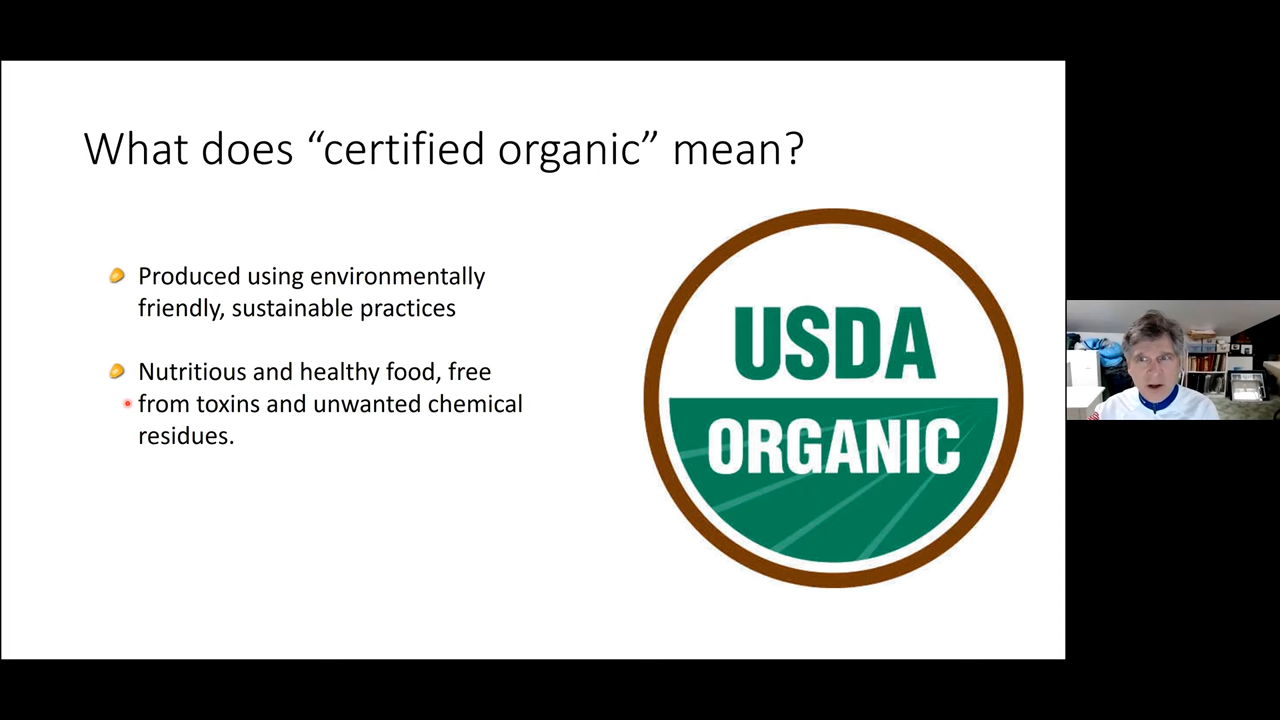 What does “certified organic” mean?
Produced using environmentally
friendly, sustainable practices
Nutritious and healthy food, free
from toxins and unwanted chemical
residues.
USDA
ORGANIC